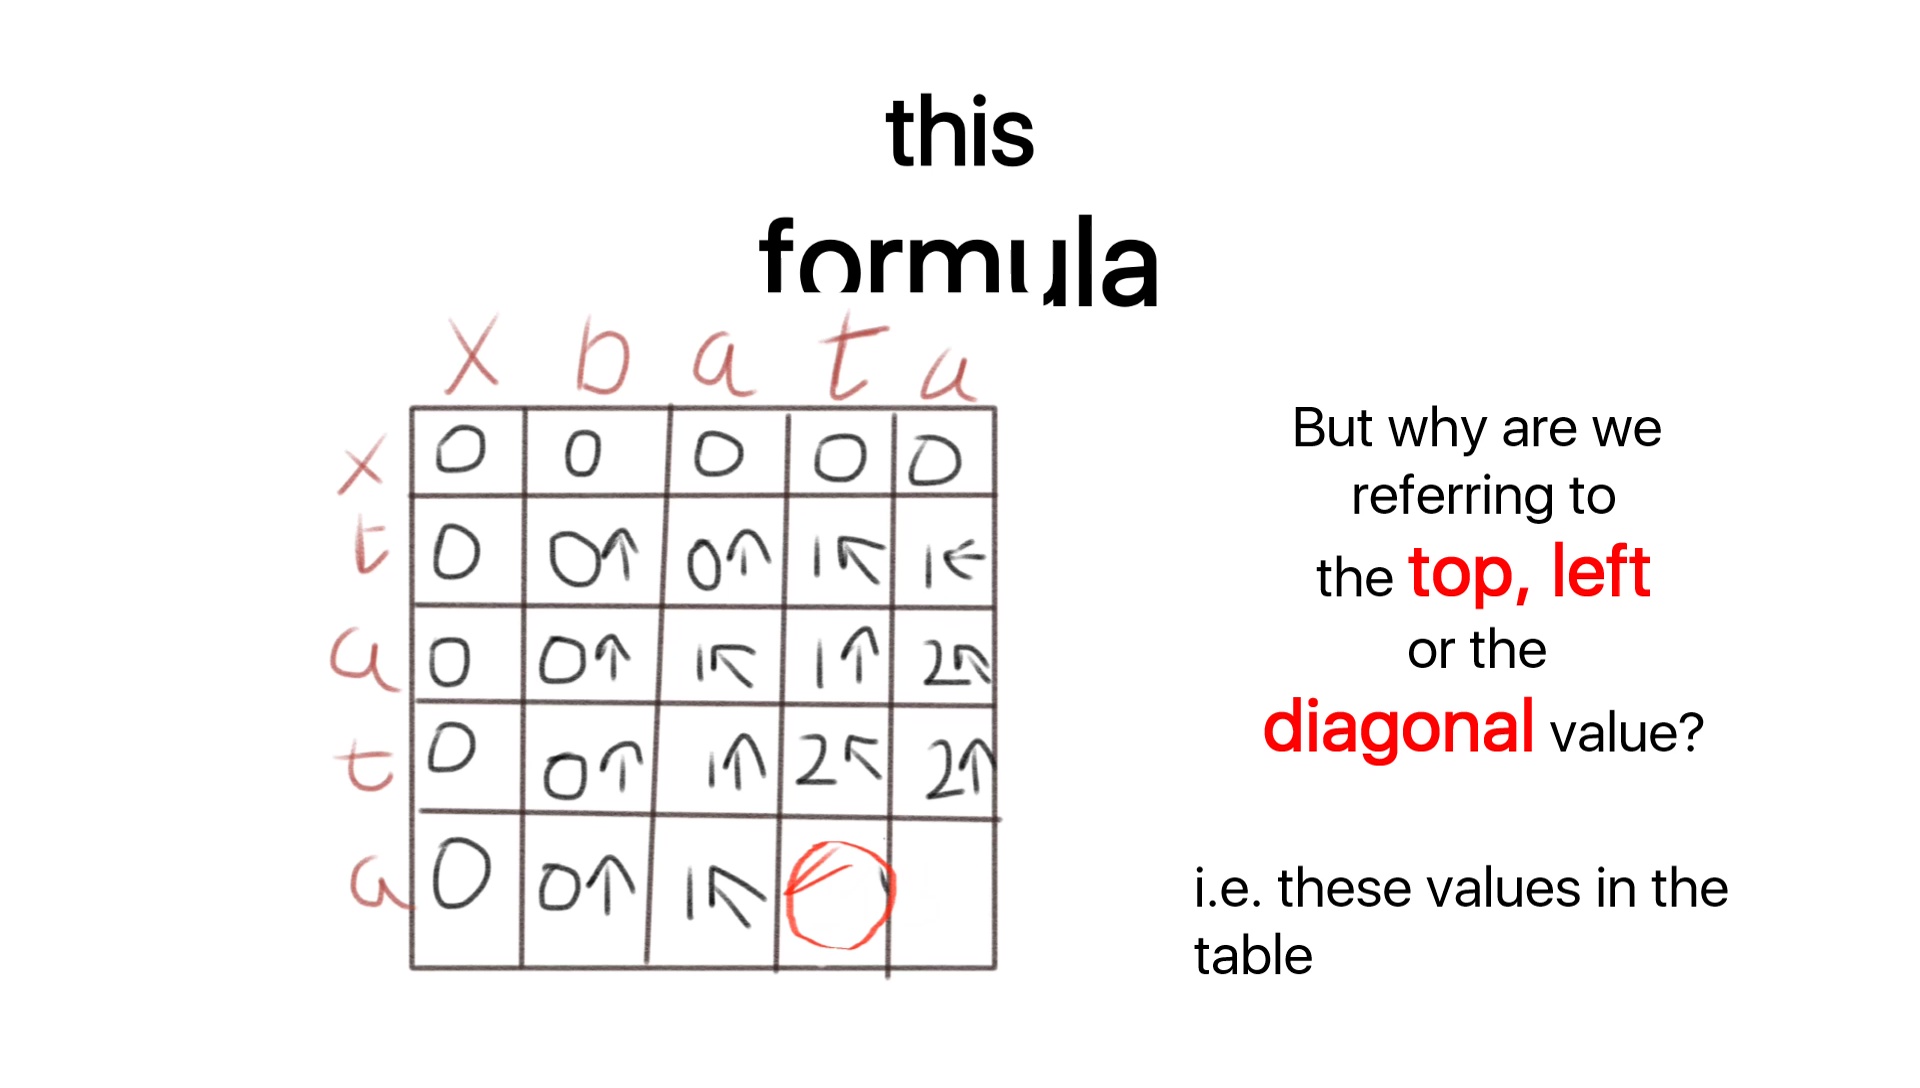 this
formula
x b a t a
x 0 0 0 0 0
t 0 0↑ 0↑ 1↖ 1←
a 0 0↑ 1↖ 1↑ 2↖
t 0 0↑ 1↑ 2↖ 2↑
a 0 0↑ 1↖
But why are we
referring to
the top, left
or the
diagonal value?
i.e. these values in the
table